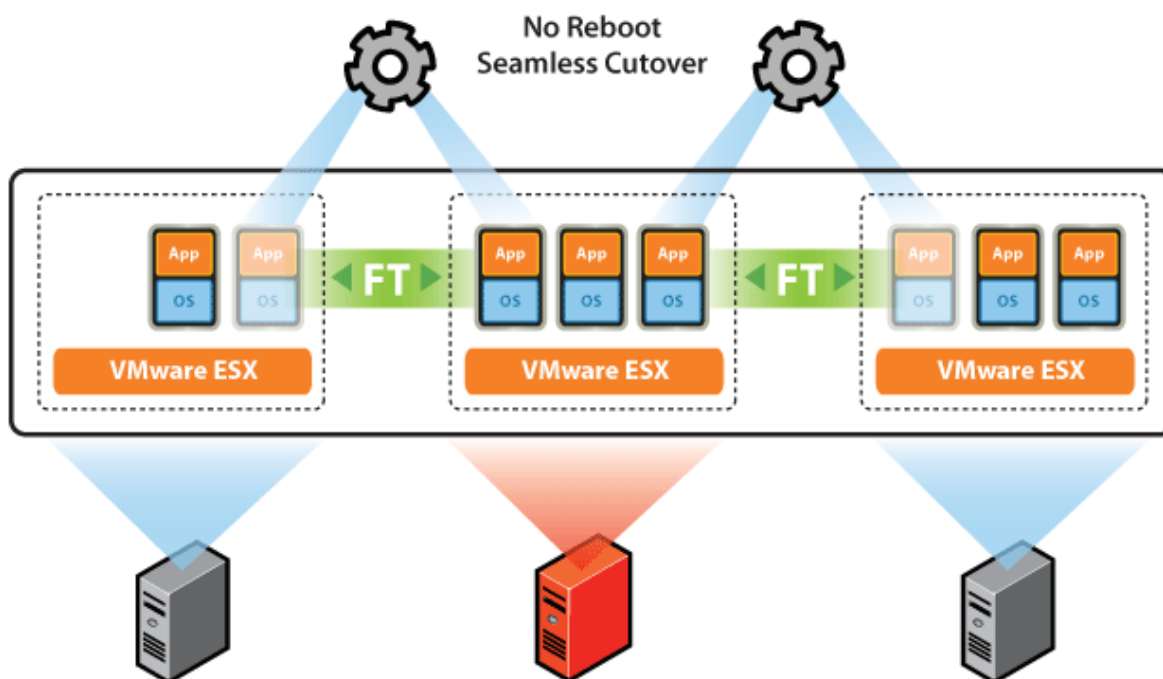 No Reboot
Seamless Cutover
App App App App App App App App
OS OS OS OS OS OS OS OS
FT FT
VMware ESX VMware ESX VMware ESX